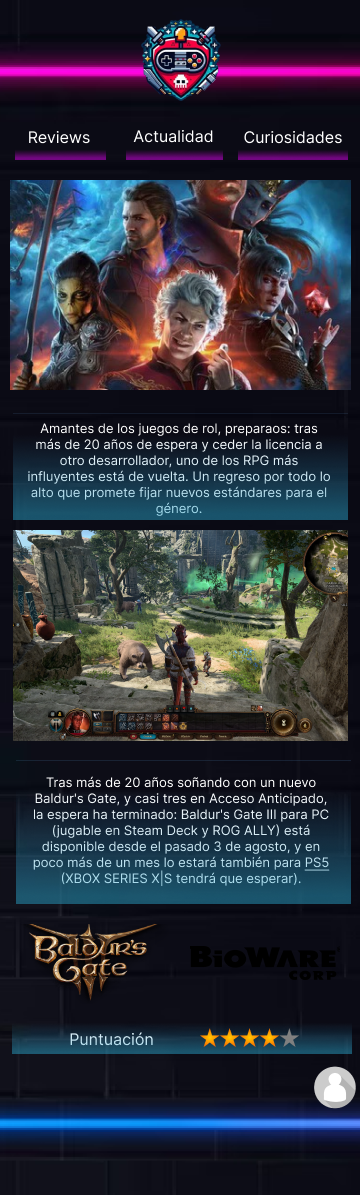 Reviews
Actualidad
Curiosidades
Amantes de los juegos de rol, preparaos: tras
más de 20 años de espera y ceder la licencia a
otro desarrollador, uno de los RPG más
influyentes está de vuelta. Un regreso por todo lo
alto que promete fijar nuevos estándares para el
género.
Tras más de 20 años soñando con un nuevo
Baldur's Gate, y casi tres en Acceso Anticipado,
la espera ha terminado: Baldur's Gate III para PC
(jugable en Steam Deck y ROG ALLY) está
disponible desde el pasado 3 de agosto, y en
poco más de un mes lo estará también para PS5
(XBOX SERIES X|S tendrá que esperar).
Baldur's
Gate
BIOWARE
CORP
Puntuación